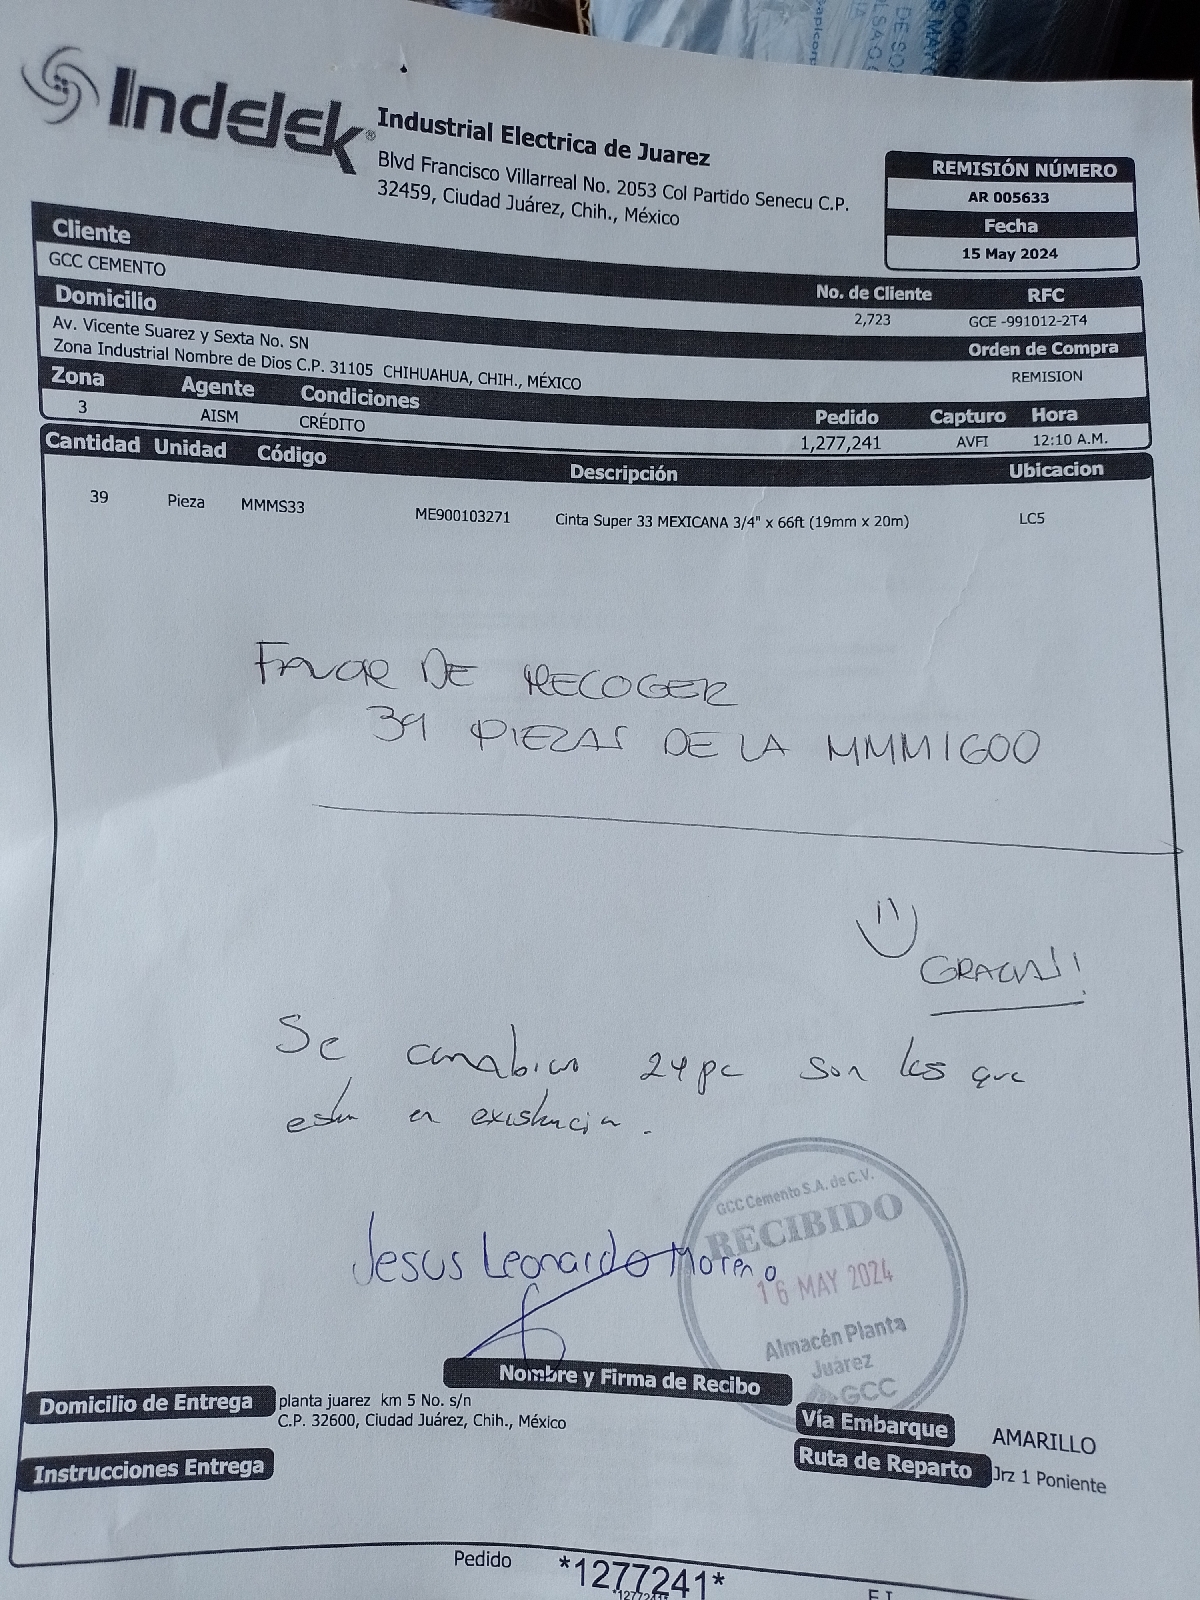 Indelek®
Industrial Electrica de Juarez
Blvd Francisco Villarreal No. 2053 Col Partido Senecu C.P.
32459, Ciudad Juárez, Chih., México
REMISIÓN NÚMERO
AR 005633
Fecha
15 May 2024
Cliente
GCC CEMENTO
No. de Cliente RFC
2,723 GCE -991012-2T4
Domicilio
Av. Vicente Suarez y Sexta No. SN
Zona Industrial Nombre de Dios C.P. 31105 CHIHUAHUA, CHIH., MÉXICO
Orden de Compra
REMISION
Zona Agente Condiciones Pedido Capturo Hora
3 AISM CRÉDITO 1,277,241 AVFI 12:10 A.M.
Cantidad Unidad Código Descripción Ubicacion
39 Pieza MMMS33 ME900103271 Cinta Super 33 MEXICANA 3/4" x 66ft (19mm x 20m) LC5
FAVOR DE RECOGER
39 PIEZAS DE LA MMM1600
GRACIAS!
Se cambian 24 pc son las que
están en existencia.
Jesus Leonardo Moreno
GCC Cemento S.A. de C.V.
RECIBIDO
16 MAY 2024
Almacén Planta
Juárez
GCC
Nombre y Firma de Recibo
Domicilio de Entrega planta juarez km 5 No. s/n
C.P. 32600, Ciudad Juárez, Chih., México
Vía Embarque AMARILLO
Instrucciones Entrega
Ruta de Reparto Jrz 1 Poniente
Pedido *1277241*
*1277241*